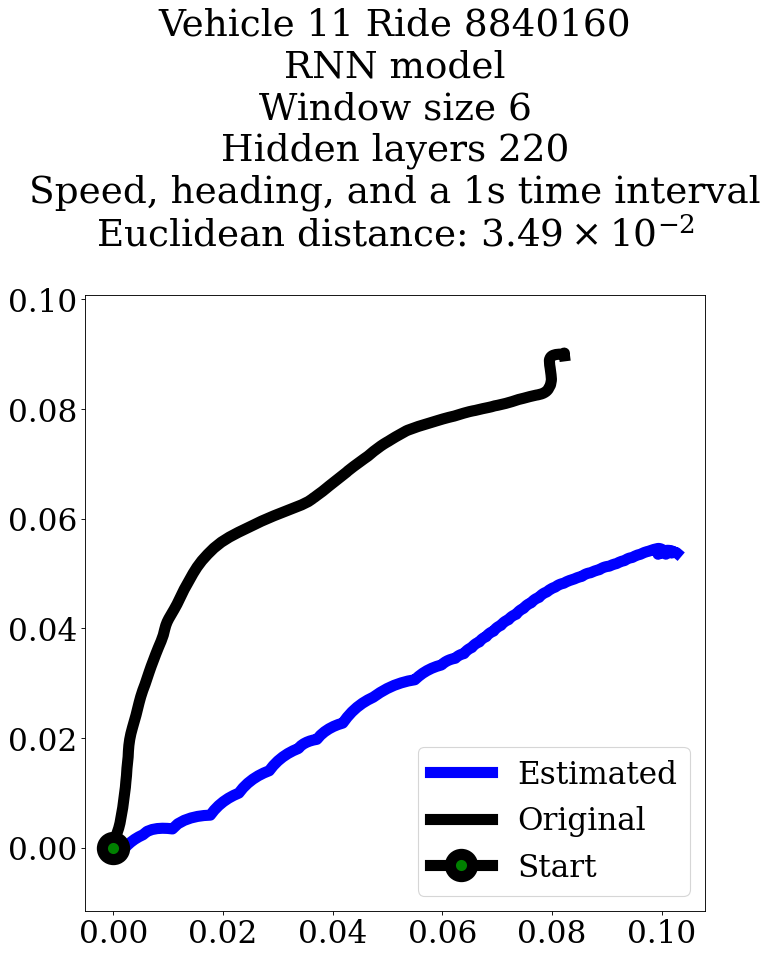 Vehicle 11 Ride 8840160
RNN model
Window size 6
Hidden layers 220
Speed, heading, and a 1s time interval
Euclidean distance: 3.49 × 10⁻²
0.10
0.08
0.06
0.04
0.02
0.00
Estimated
Original
Start
0.00 0.02 0.04 0.06 0.08 0.10